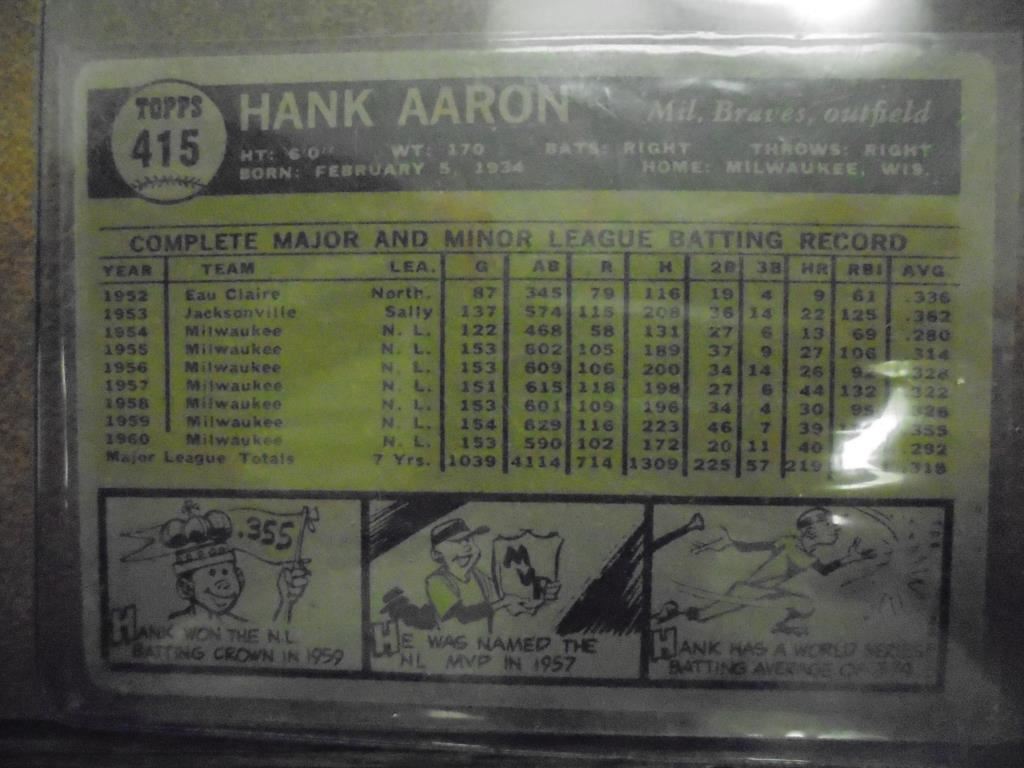 TOPPS
415
HANK AARON Mil. Braves, outfield
HT: 6'0" WT: 170 BATS: RIGHT THROWS: RIGHT
BORN: FEBRUARY 5, 1934 HOME: MILWAUKEE, WIS.
COMPLETE MAJOR AND MINOR LEAGUE BATTING RECORD
YEAR TEAM LEA. G AB R H 2B 3B HR RBI AVG.
1952 Eau Claire North. 87 345 79 116 19 4 9 61 .336
1953 Jacksonville Sally 137 574 115 208 36 14 22 125 .362
1954 Milwaukee N. L. 122 468 58 131 27 6 13 69 .280
1955 Milwaukee N. L. 153 602 105 189 37 9 27 106 .314
1956 Milwaukee N. L. 153 609 106 200 34 14 26 .328
1957 Milwaukee N. L. 151 615 118 198 27 6 44 132 .322
1958 Milwaukee N. L. 153 601 109 196 34 4 30 95 .326
1959 Milwaukee N. L. 154 629 116 223 46 7 39 .355
1960 Milwaukee N. L. 153 590 102 172 20 11 40 .292
Major League Totals 7 Yrs. 1039 4114 714 1309 225 57 219 .318
.355
HANK WON THE N.L.
BATTING CROWN IN 1959
MVP
HE WAS NAMED THE
NL MVP IN 1957
HANK HAS A WORLD SERIES
BATTING AVERAGE OF